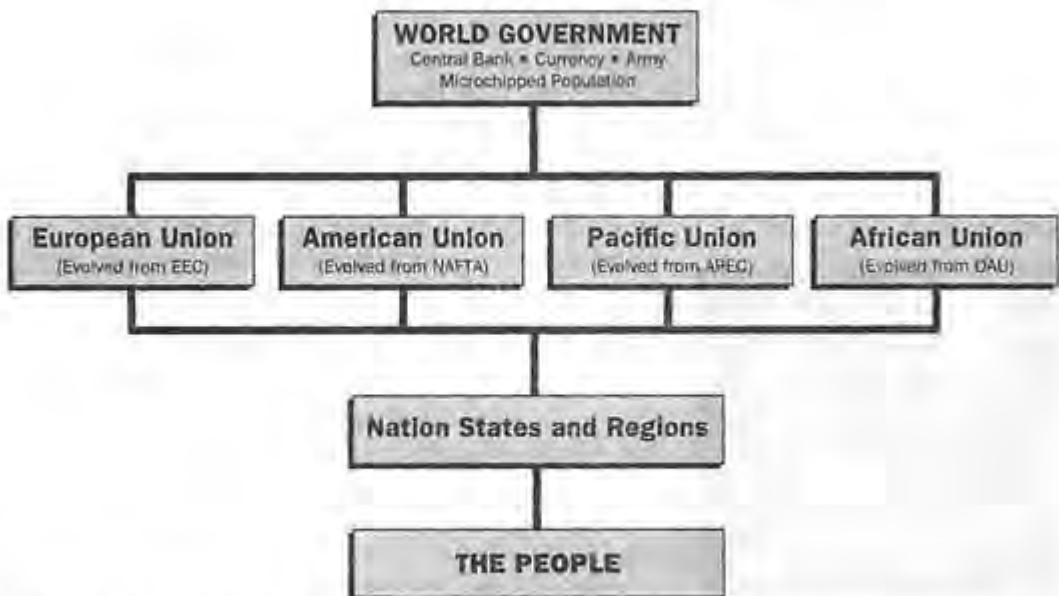 WORLD GOVERNMENT
Central Bank ▪ Currency ▪ Army
Microchipped Population
European Union
(Evolved from EEC)
American Union
(Evolved from NAFTA)
Pacific Union
(Evolved from APEC)
African Union
(Evolved from OAU)
Nation States and Regions
THE PEOPLE